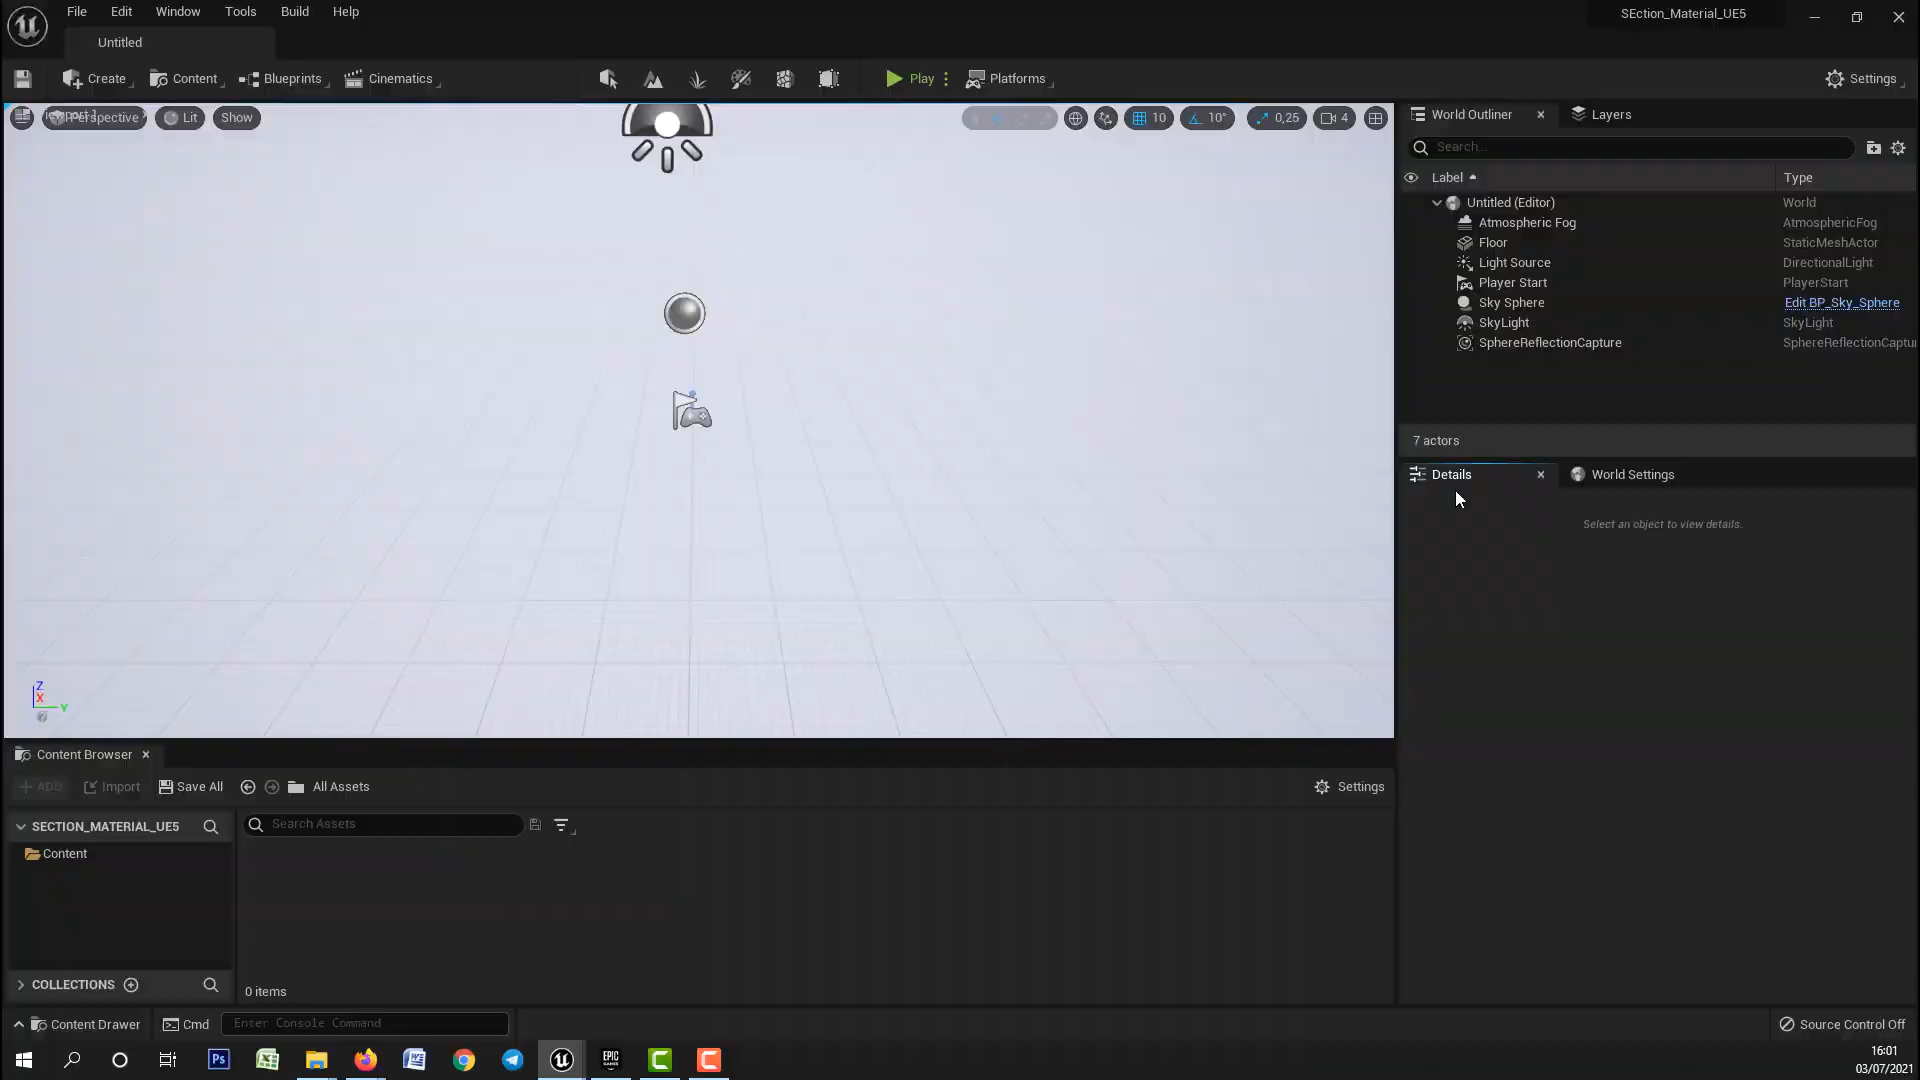 File Edit Window Tools Build Help
SEction_Material_UE5
Untitled
Create Content Blueprints Cinematics Play Platforms Settings
Perspective Lit Show 10 10° 0,25 4
World Outliner Layers
Search...
Label Type
Untitled (Editor) World
Atmospheric Fog AtmosphericFog
Floor StaticMeshActor
Light Source DirectionalLight
Player Start PlayerStart
Sky Sphere Edit BP_Sky_Sphere
SkyLight SkyLight
SphereReflectionCapture SphereReflectionCaptur
7 actors
Details World Settings
Select an object to view details.
Z
X
Y
Content Browser
+ ADD Import Save All All Assets Settings
SECTION_MATERIAL_UE5 Search Assets
Content
COLLECTIONS
0 items
Content Drawer Cmd Enter Console Command Source Control Off
Ps EPIC GAMES
16:01
03/07/2021